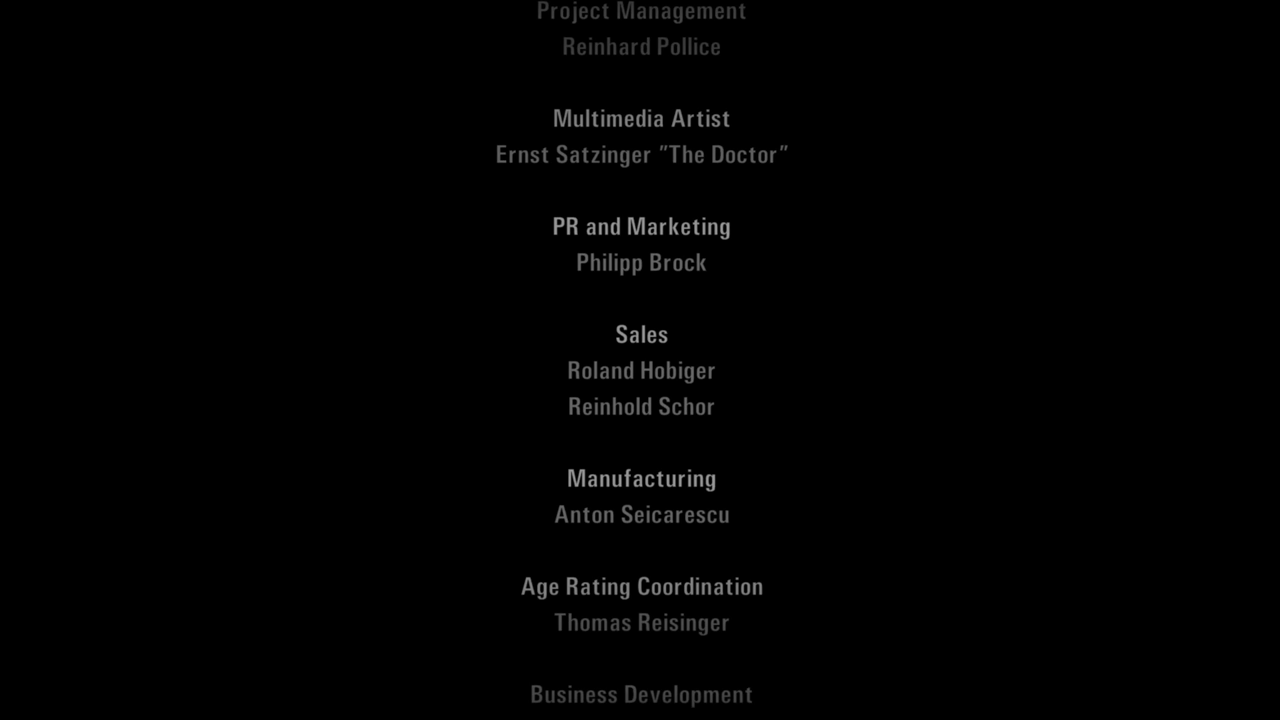 Project Management
Reinhard Pollice
Multimedia Artist
Ernst Satzinger "The Doctor"
PR and Marketing
Philipp Brock
Sales
Roland Hobiger
Reinhold Schor
Manufacturing
Anton Seicarescu
Age Rating Coordination
Thomas Reisinger
Business Development